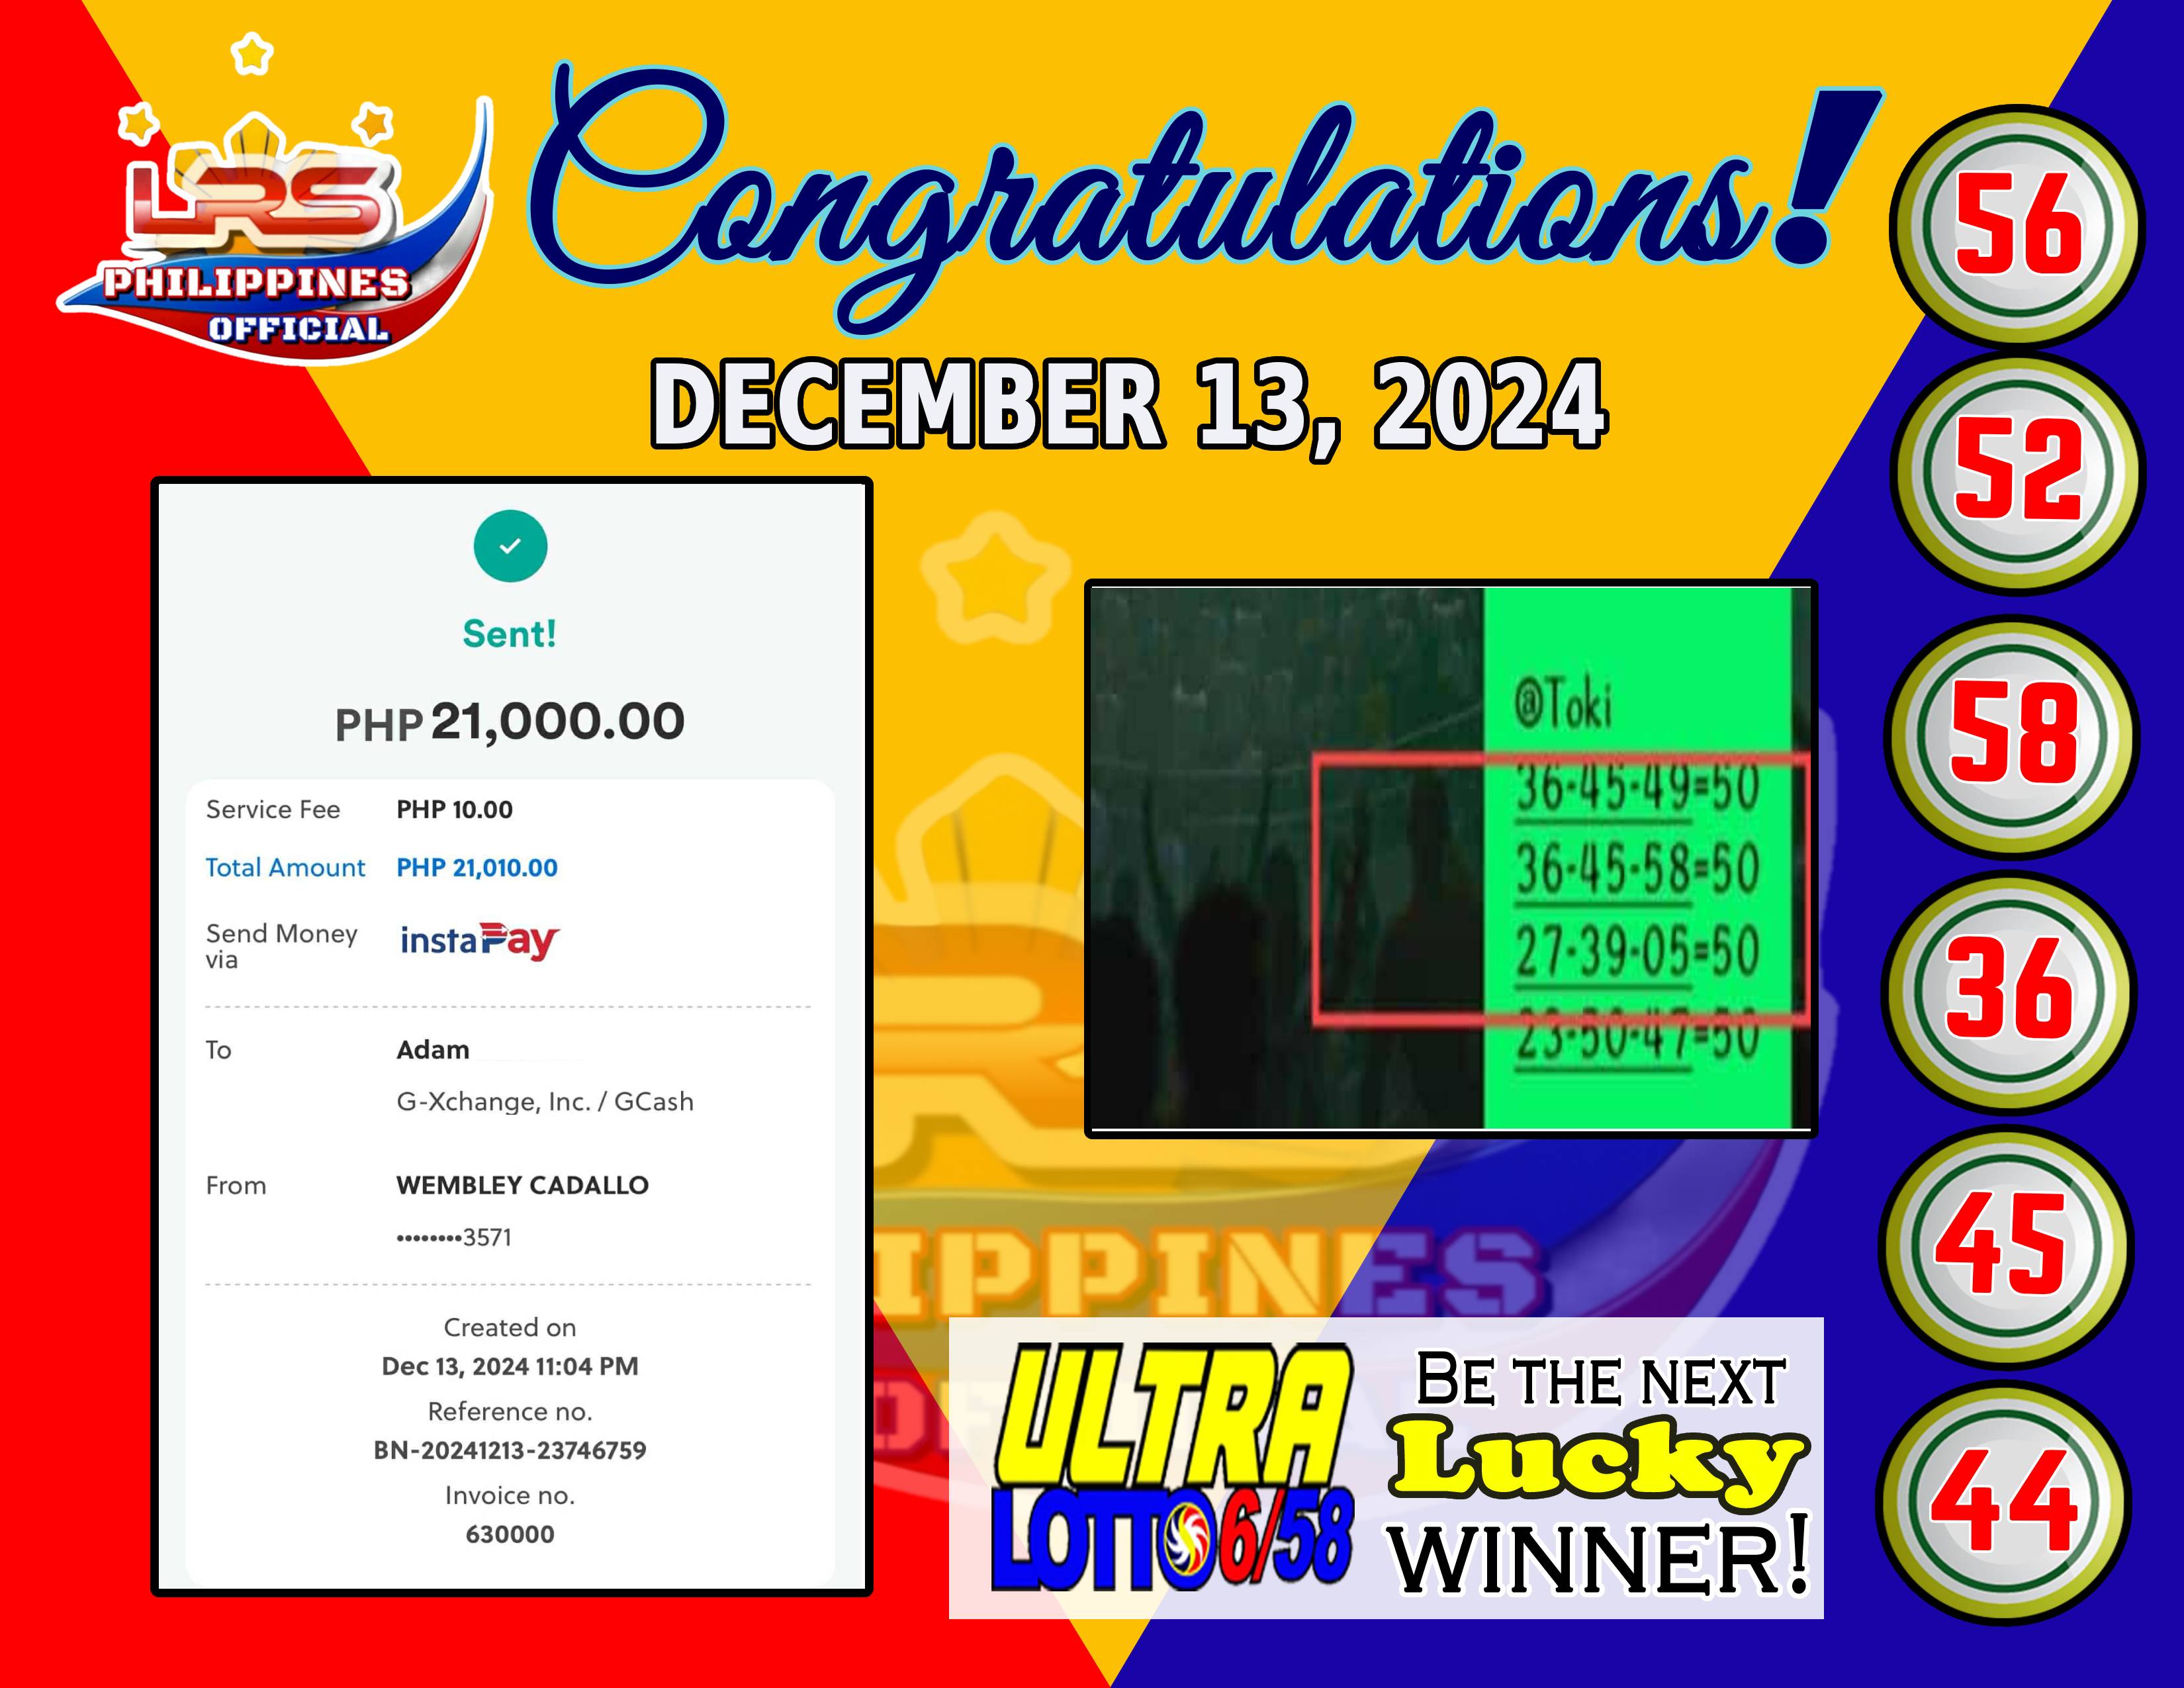 LRS
PHILIPPINES
OFFICIAL
Congratulations!
DECEMBER 13, 2024
Sent!
PHP 21,000.00
Service Fee PHP 10.00
Total Amount PHP 21,010.00
Send Money via instaPay
To Adam
G-Xchange, Inc. / GCash
From WEMBLEY CADALLO
••••••••3571
Created on
Dec 13, 2024 11:04 PM
Reference no.
BN-20241213-23746759
Invoice no.
630000
@Toki
36-45-49=50
36-45-58=50
27-39-05=50
23-50-47=50
ULTRA
LOTTO 6/58
BE THE NEXT
Lucky
WINNER!
56
52
58
36
45
44